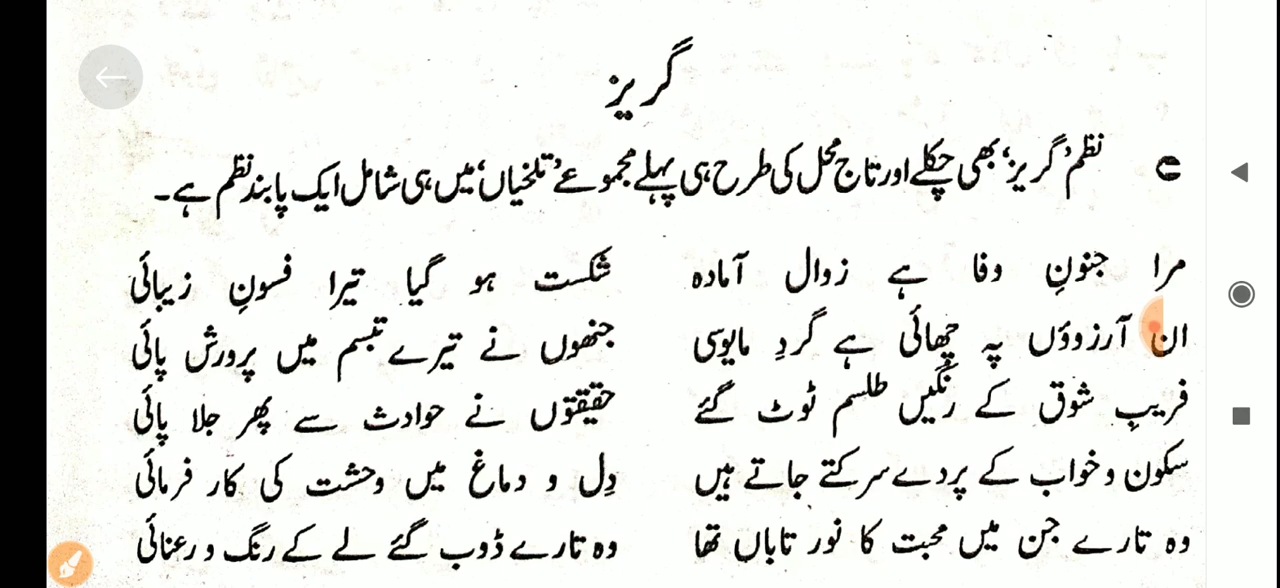 گریز
نظم ’گریز‘ بھی چکلے اور تاج محل کی طرح ہی پہلے مجموعے ’تلخیاں‘ میں ہی شامل ایک پابند نظم ہے۔
مرا جنونِ وفا ہے زوال آمادہ شکست ہو گیا تیرا فسونِ زیبائی
ان آرزوؤں پہ چھائی ہے گردِ مایوسی جنھوں نے تیرے تبسم میں پرورش پائی
فریبِ شوق کے رنگیں طلسم ٹوٹ گئے حقیقتوں نے حوادث سے پھر جلا پائی
سکون و خواب کے پردے سرکتے جاتے ہیں دِل و دماغ میں وحشت کی کار فرمائی
وہ تارے جن میں محبت کا نور تاباں تھا وہ تارے ڈوب گئے لے کے رنگ و رعنائی